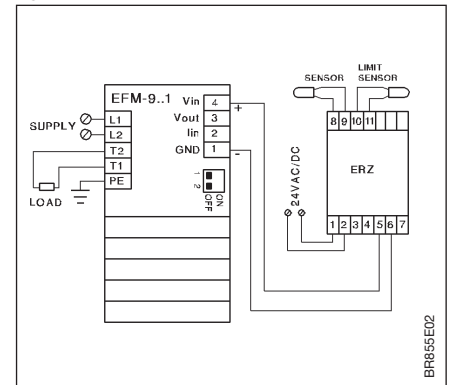 EFM-9..1
Vin 4 +
Vout 3
Iin 2
GND 1 -
SUPPLY
L1
L2
T2
T1
PE
LOAD
1
2
ON
OFF
SENSOR
LIMIT
SENSOR
8 9 10 11
ERZ
24VAC/DC
1 2 3 4 5 6 7
BR855E02